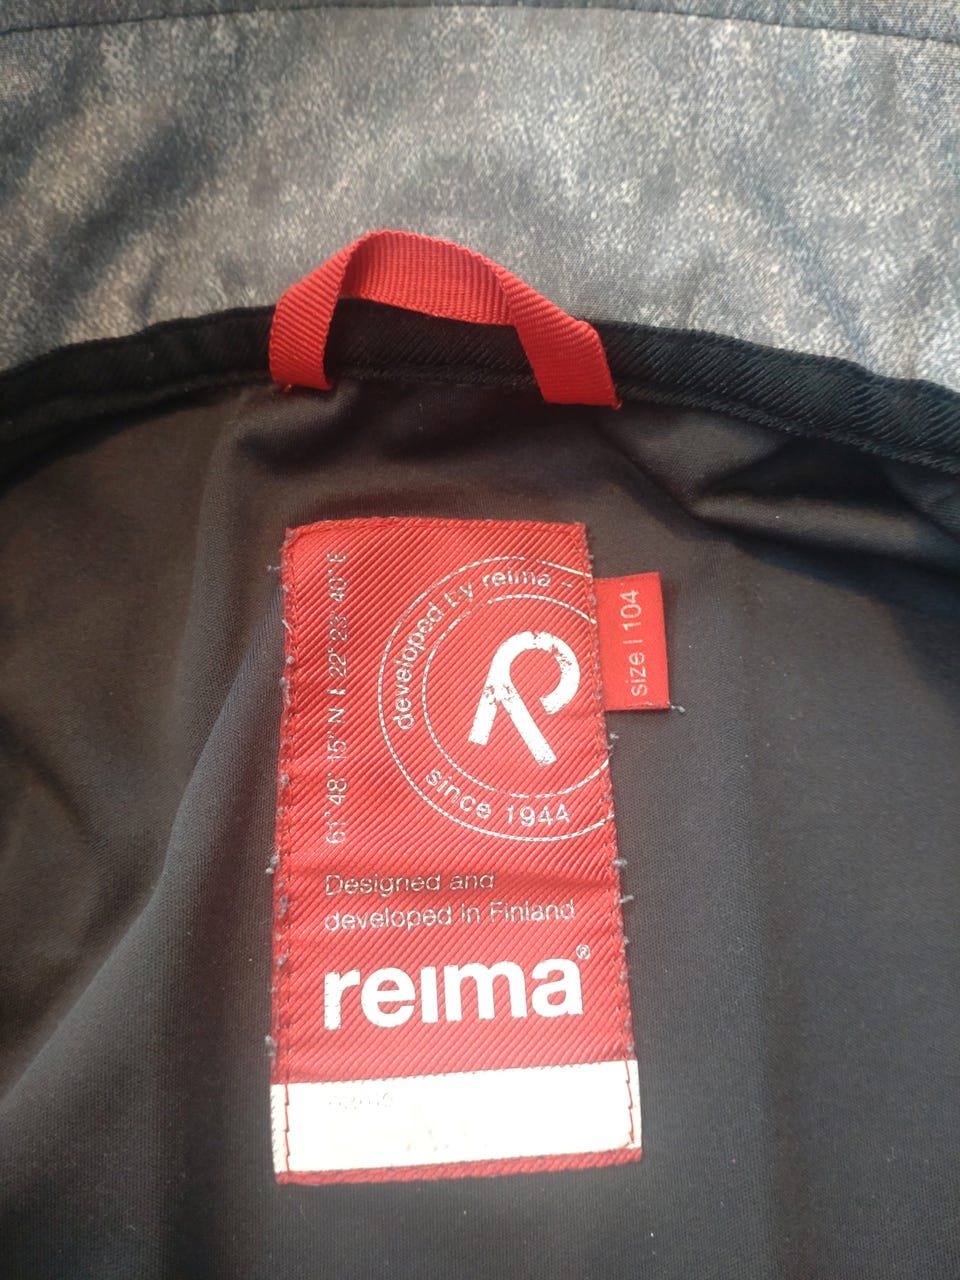 61° 48' 15" N | 22° 23' 40" E
developed by reima –
since 1944
size | 104
Designed and
developed in Finland
reima®